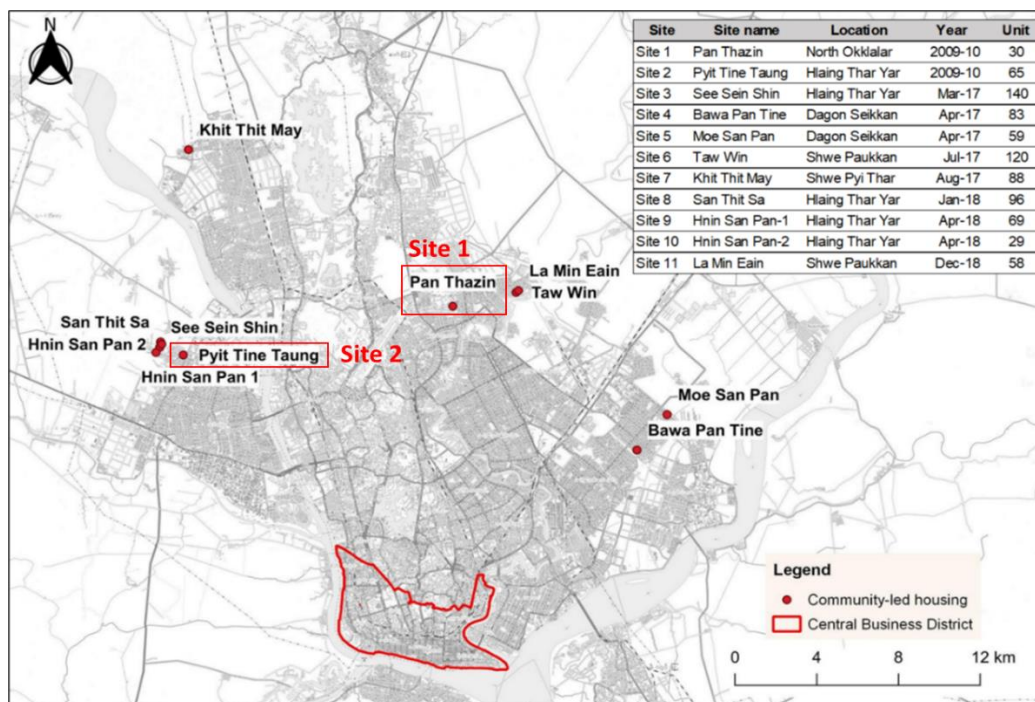 N
Site Site name Location Year Unit
Site 1 Pan Thazin North Okklalar 2009-10 30
Site 2 Pyit Tine Taung Hlaing Thar Yar 2009-10 65
Site 3 See Sein Shin Hlaing Thar Yar Mar-17 140
Site 4 Bawa Pan Tine Dagon Seikkan Apr-17 83
Site 5 Moe San Pan Dagon Seikkan Apr-17 59
Site 6 Taw Win Shwe Paukkan Jul-17 120
Site 7 Khit Thit May Shwe Pyi Thar Aug-17 88
Site 8 San Thit Sa Hlaing Thar Yar Jan-18 96
Site 9 Hnin San Pan-1 Hlaing Thar Yar Apr-18 69
Site 10 Hnin San Pan-2 Hlaing Thar Yar Apr-18 29
Site 11 La Min Eain Shwe Paukkan Dec-18 58
Khit Thit May
Site 1
Pan Thazin
La Min Eain
Taw Win
San Thit Sa
See Sein Shin
Hnin San Pan 2
Pyit Tine Taung
Site 2
Hnin San Pan 1
Moe San Pan
Bawa Pan Tine
Legend
Community-led housing
Central Business District
0 4 8 12 km